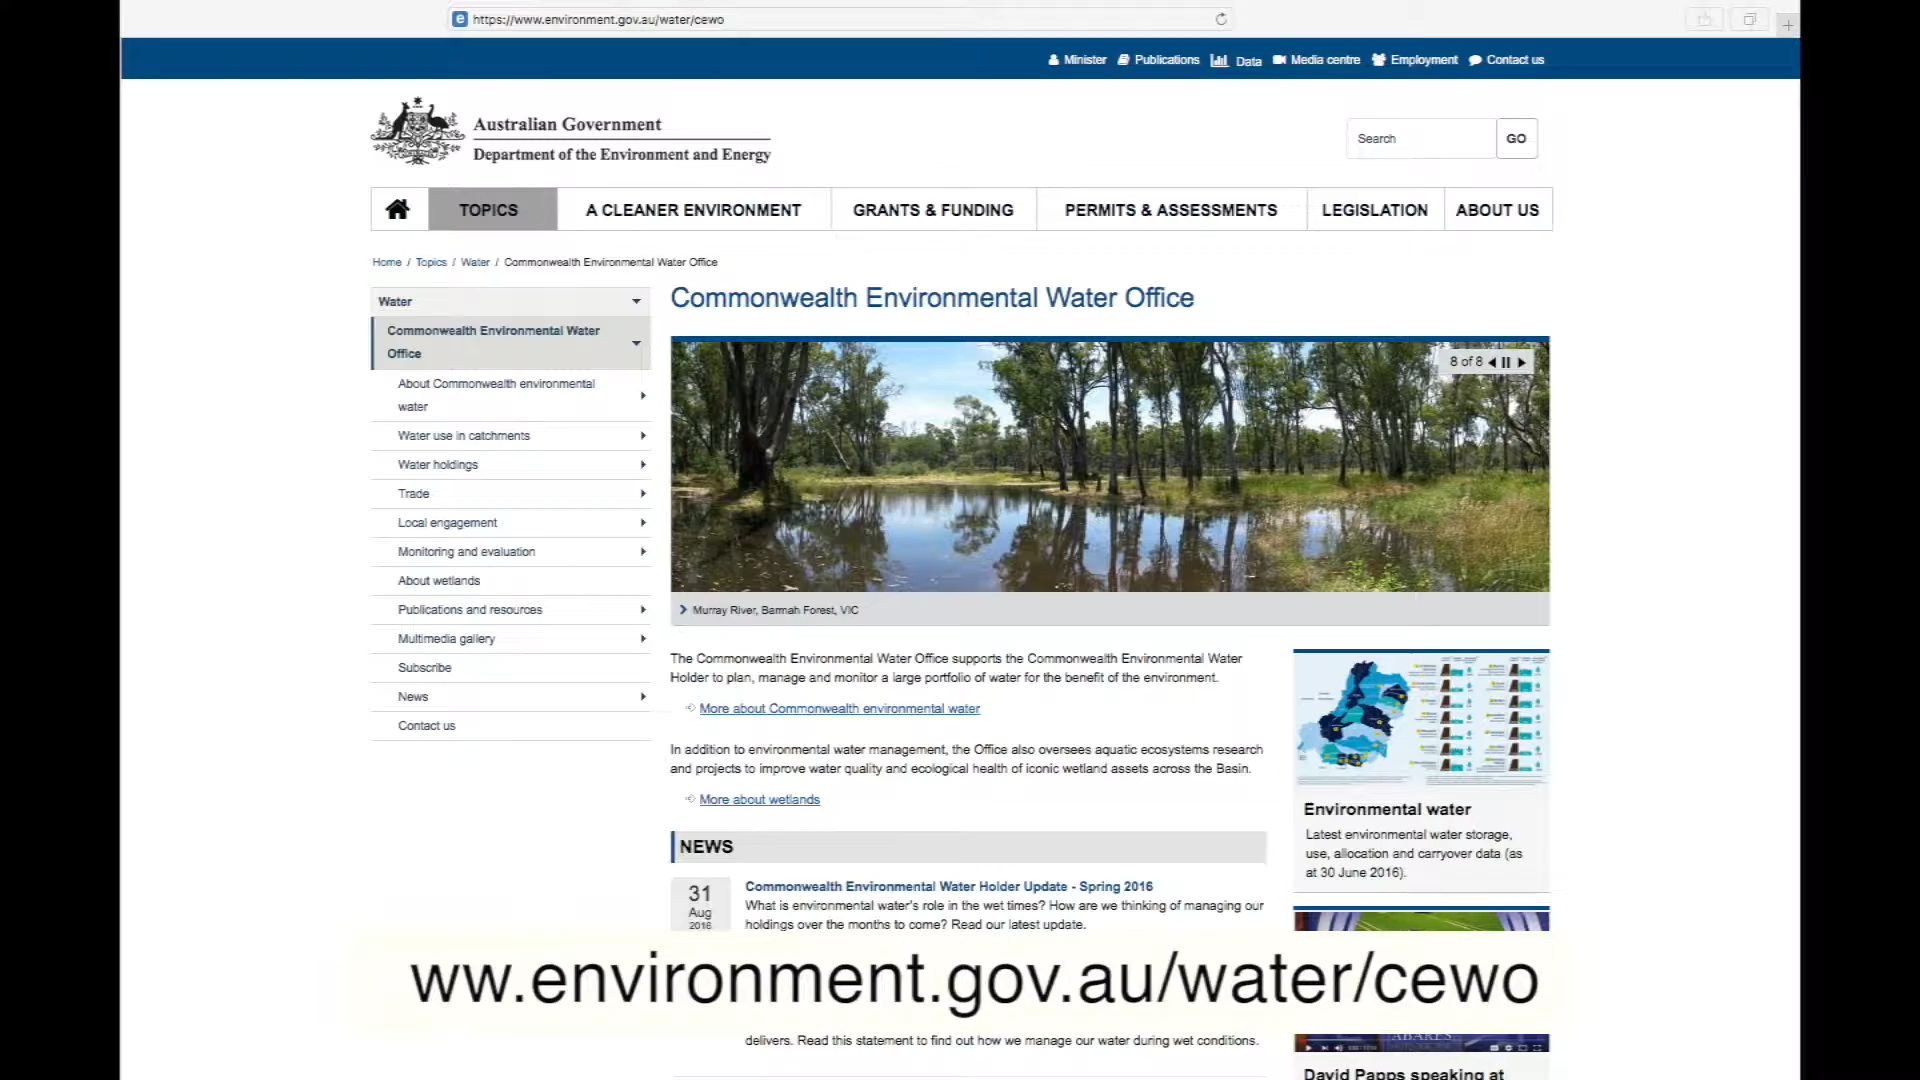 https://www.environment.gov.au/water/cewo
Minister Publications Data Media centre Employment Contact us
Australian Government
Department of the Environment and Energy
Search GO
TOPICS A CLEANER ENVIRONMENT GRANTS & FUNDING PERMITS & ASSESSMENTS LEGISLATION ABOUT US
Home / Topics / Water / Commonwealth Environmental Water Office
Water
Commonwealth Environmental Water
Office
About Commonwealth environmental
water
Water use in catchments
Water holdings
Trade
Local engagement
Monitoring and evaluation
About wetlands
Publications and resources
Multimedia gallery
Subscribe
News
Contact us
Commonwealth Environmental Water Office
8 of 8
Murray River, Barmah Forest, VIC
The Commonwealth Environmental Water Office supports the Commonwealth Environmental Water
Holder to plan, manage and monitor a large portfolio of water for the benefit of the environment.
More about Commonwealth environmental water
In addition to environmental water management, the Office also oversees aquatic ecosystems research
and projects to improve water quality and ecological health of iconic wetland assets across the Basin.
More about wetlands
NEWS
31
Aug
2016
Commonwealth Environmental Water Holder Update - Spring 2016
What is environmental water's role in the wet times? How are we thinking of managing our
holdings over the months to come? Read our latest update.
Environmental water
Latest environmental water storage,
use, allocation and carryover data (as
at 30 June 2016).
ww.environment.gov.au/water/cewo
delivers. Read this statement to find out how we manage our water during wet conditions.
ABARES
David Papps speaking at